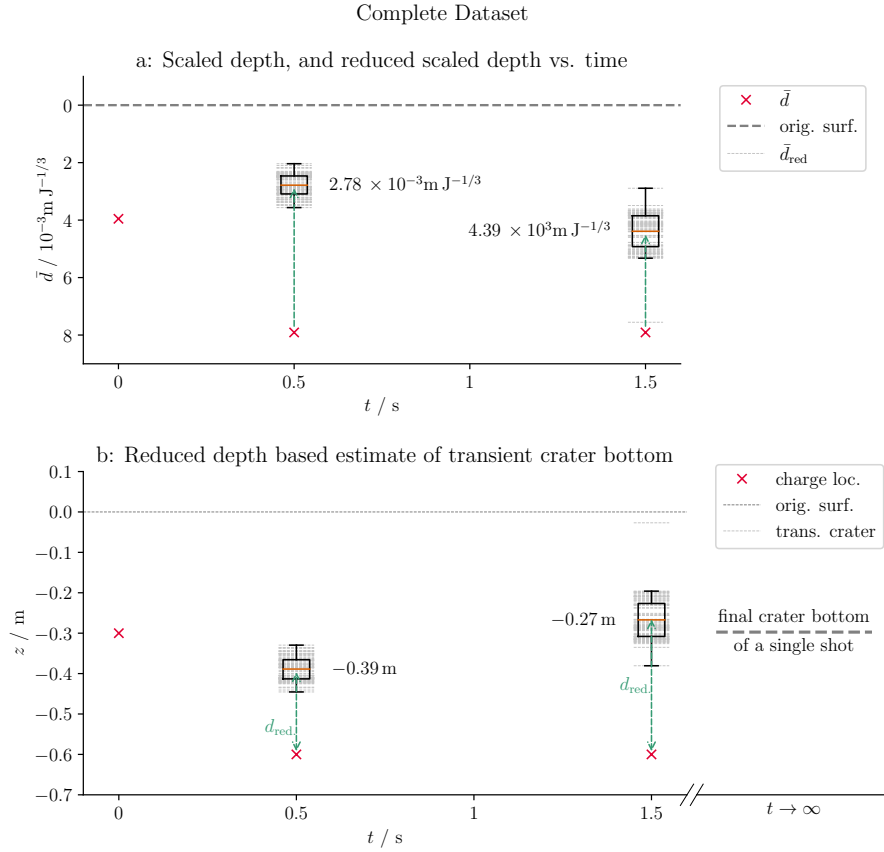 Complete Dataset
a: Scaled depth, and reduced scaled depth vs. time
0
2
4
6
8
d̄ / 10⁻³m J⁻¹/³
2.78 × 10⁻³m J⁻¹/³
4.39 × 10³m J⁻¹/³
0
0.5
1
1.5
t / s
d̄
orig. surf.
d̄red
b: Reduced depth based estimate of transient crater bottom
0.1
0.0
−0.1
−0.2
−0.3
−0.4
−0.5
−0.6
−0.7
z / m
−0.39 m
−0.27 m
dred.
dred.
0
0.5
1
1.5
t / s
charge loc.
orig. surf.
trans. crater
final crater bottom
of a single shot
t → ∞